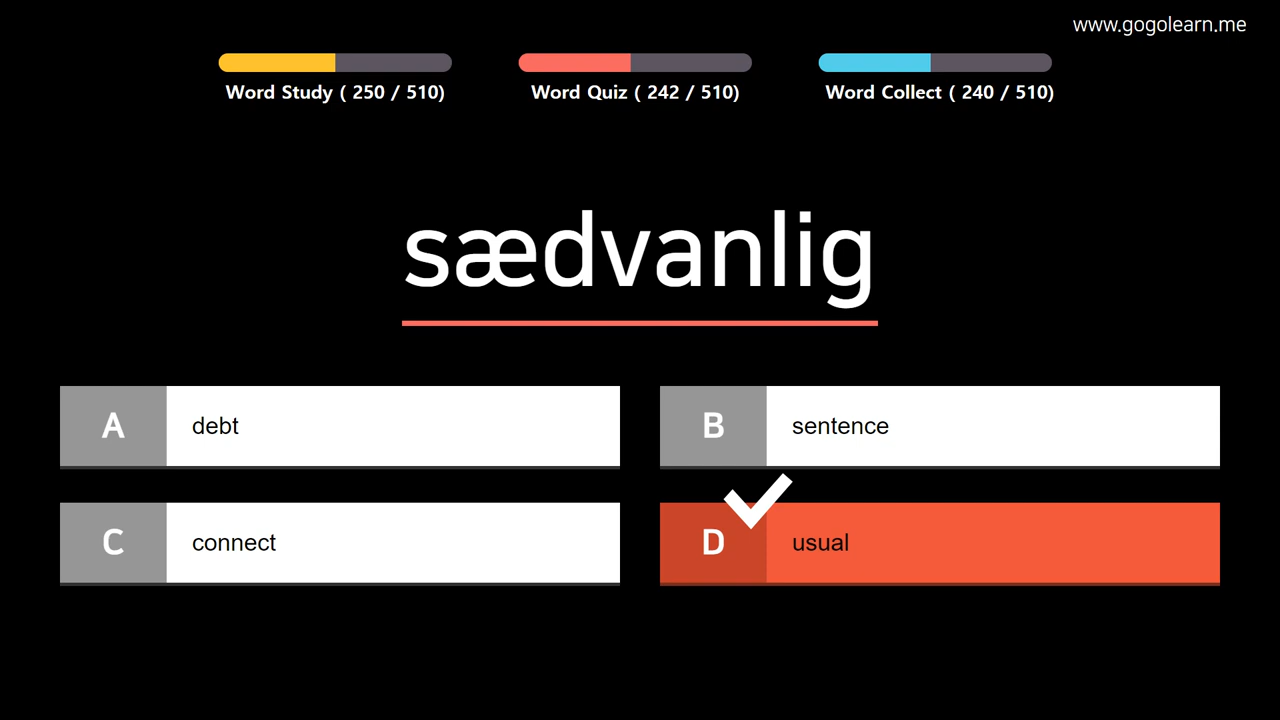 www.gogolearn.me
Word Study ( 250 / 510)
Word Quiz ( 242 / 510)
Word Collect ( 240 / 510)
sædvanlig
A debt
B sentence
C connect
D usual